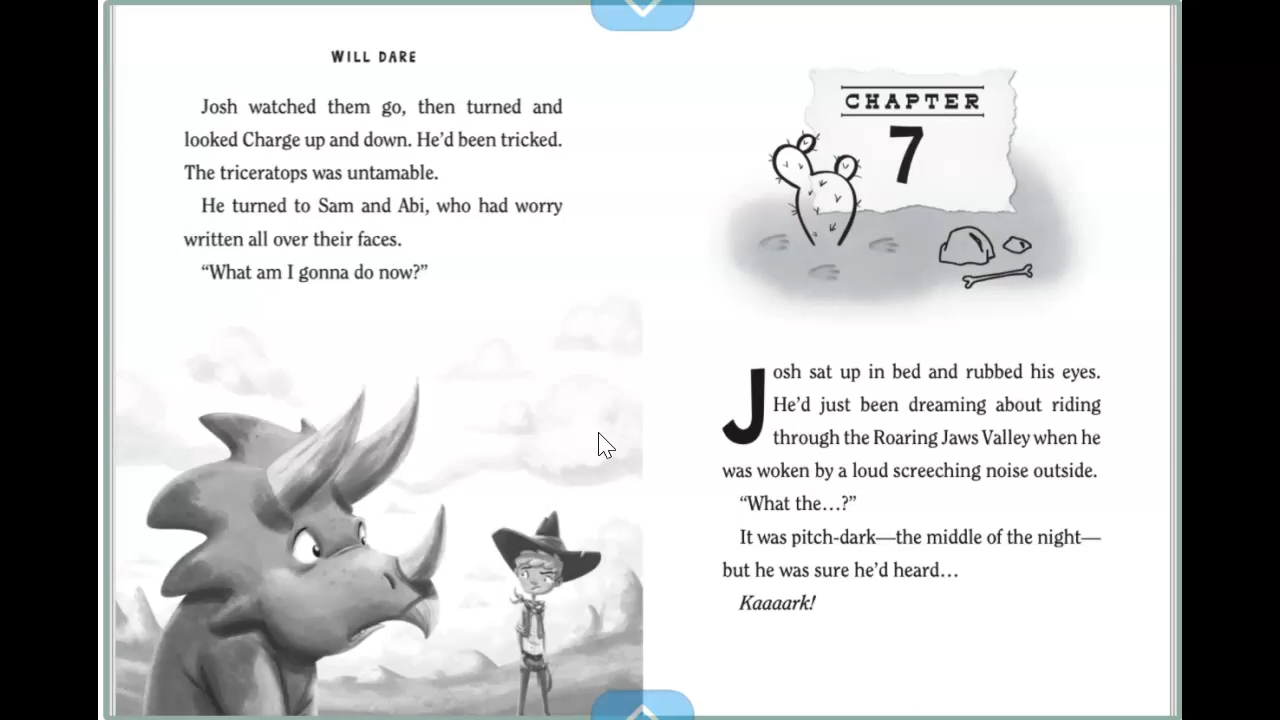 WILL DARE
Josh watched them go, then turned and
looked Charge up and down. He’d been tricked.
The triceratops was untamable.
He turned to Sam and Abi, who had worry
written all over their faces.
“What am I gonna do now?”
CHAPTER
7
Josh sat up in bed and rubbed his eyes.
He’d just been dreaming about riding
through the Roaring Jaws Valley when he
was woken by a loud screeching noise outside.
“What the…?”
It was pitch-dark—the middle of the night—
but he was sure he’d heard…
Kaaaark!